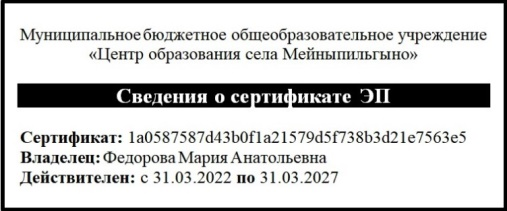 Муниципальное бюджетное общеобразовательное учреждение
«Центр образования села Мейныпильгыно»
Сведения о сертификате ЭП
Сертификат: 1a0587587d43b0f1a21579d5f738b3d21e7563e5
Владелец: Федорова Мария Анатольевна
Действителен: с 31.03.2022 по 31.03.2027